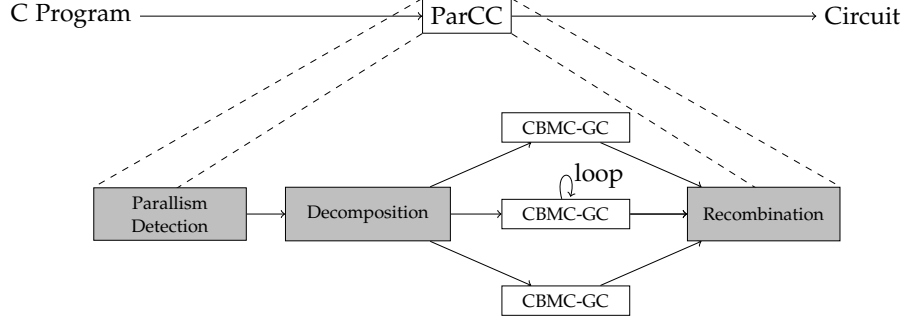 C Program
ParCC
Circuit
CBMC-GC
loop
Parallism
Detection
Decomposition
CBMC-GC
Recombination
CBMC-GC